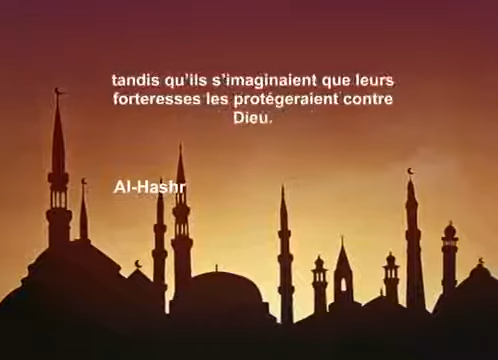 tandis qu'ils s'imaginaient que leurs
forteresses les protégeraient contre
Dieu.
Al-Hashr